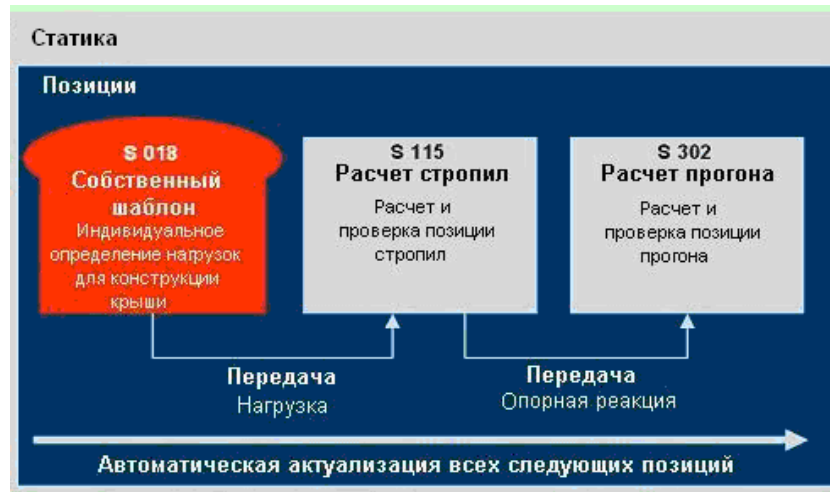 Статика
Позиции
S 018
Собственный
шаблон
Индивидуальное
определение нагрузок
для конструкции
крыши
S 115
Расчет стропил
Расчет и
проверка позиции
стропил
S 302
Расчет прогона
Расчет и
проверка позиции
прогона
Передача
Нагрузка
Передача
Опорная реакция
Автоматическая актуализация всех следующих позиций